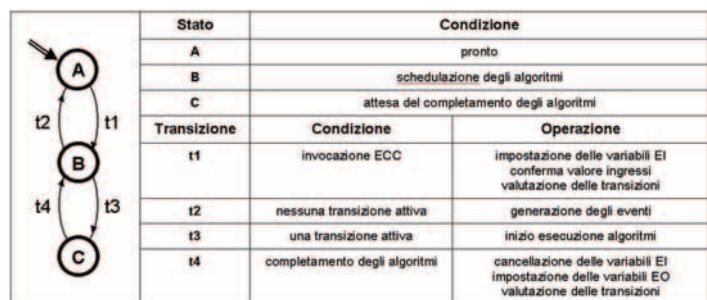 A
t2
t1
B
t4
t3
C
Stato Condizione
A pronto
B schedulazione degli algoritmi
C attesa del completamento degli algoritmi
Transizione Condizione Operazione
t1 invocazione ECC impostazione delle variabili EI
conferma valore ingressi
valutazione delle transizioni
t2 nessuna transizione attiva generazione degli eventi
t3 una transizione attiva inizio esecuzione algoritmi
t4 completamento degli algoritmi cancellazione delle variabili EI
impostazione delle variabili EO
valutazione delle transizioni